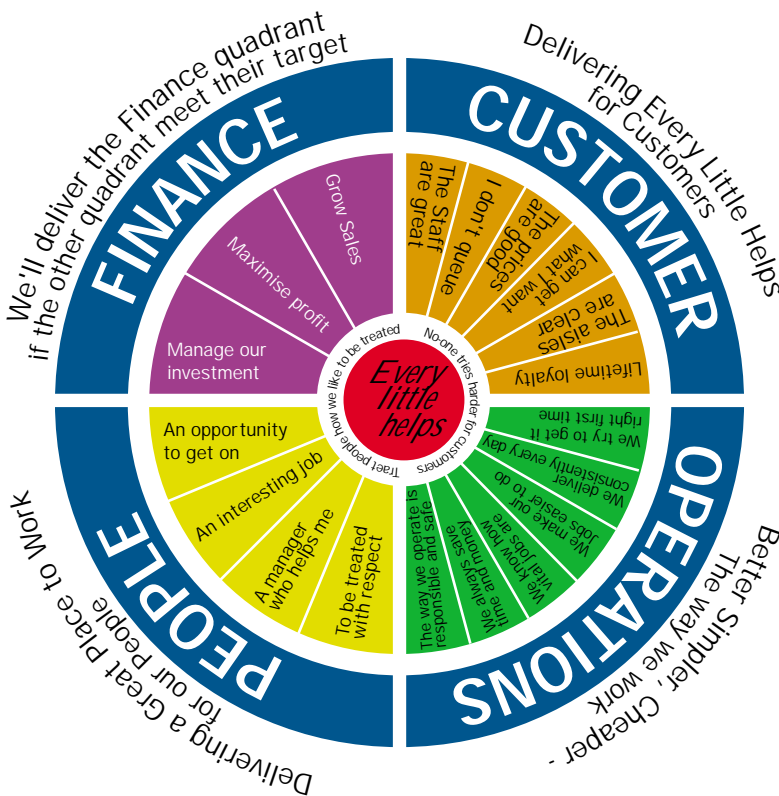 We'll deliver the Finance quadrant
if the other quadrant meet their target
FINANCE
Grow Sales
Maximise profit
Manage our
investment
Delivering Every Little Helps
for Customers
CUSTOMER
The Staff
are great
I don't queue
The prices
are good
I can get
what I want
The aisles
are clear
Lifetime loyalty
Every
little
helps
No-one tries harder for customers
Traet people how we like to be treated
PEOPLE
Delivering a Great Place to Work
for our People
An opportunity
to get on
An interesting job
A manager
who helps me
To be treated
with respect
OPERATIONS
Better Simpler, Cheaper -
The way we work
We try to get it
right first time
We deliver
consistently every day
We make our
Jobs easier to do
We know how
vital jobs are
We always save
time and money
The way we operate is
responsible and safe